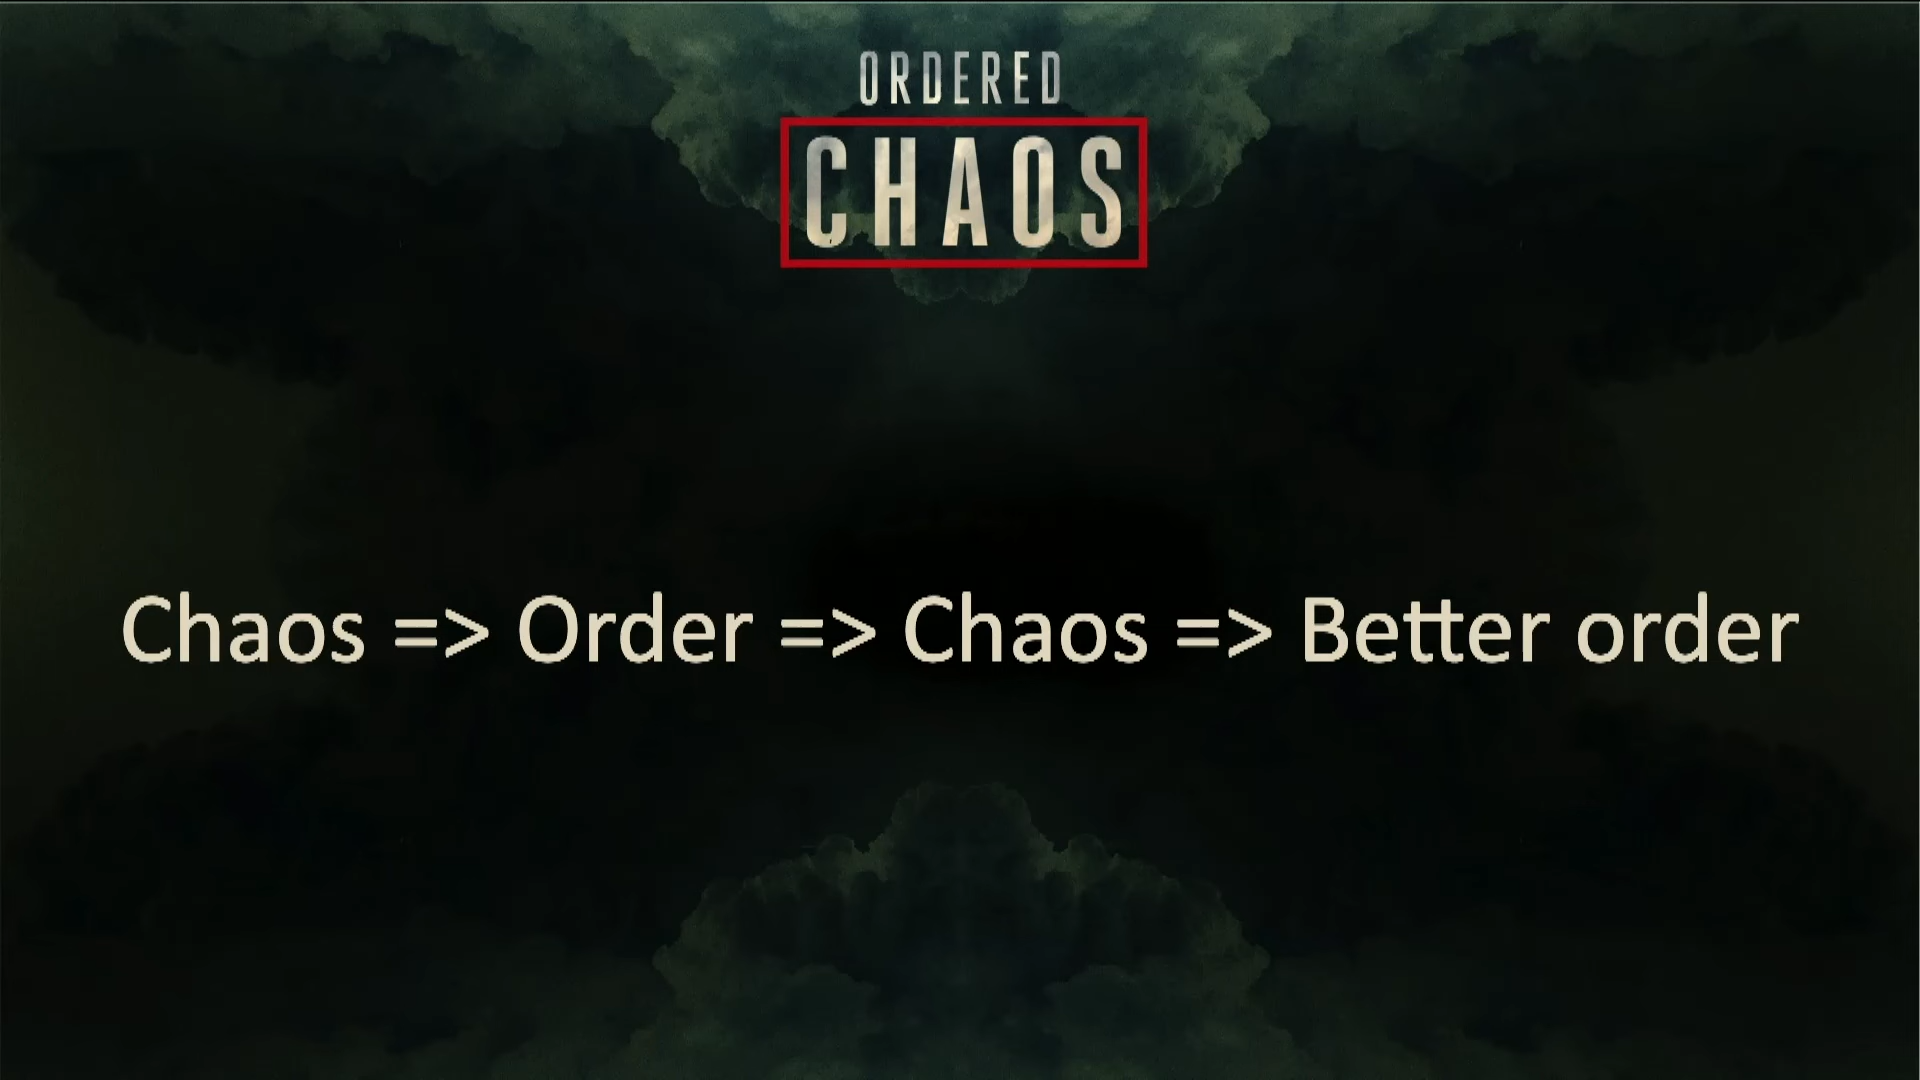 ORDERED
CHAOS
Chaos => Order => Chaos => Better order